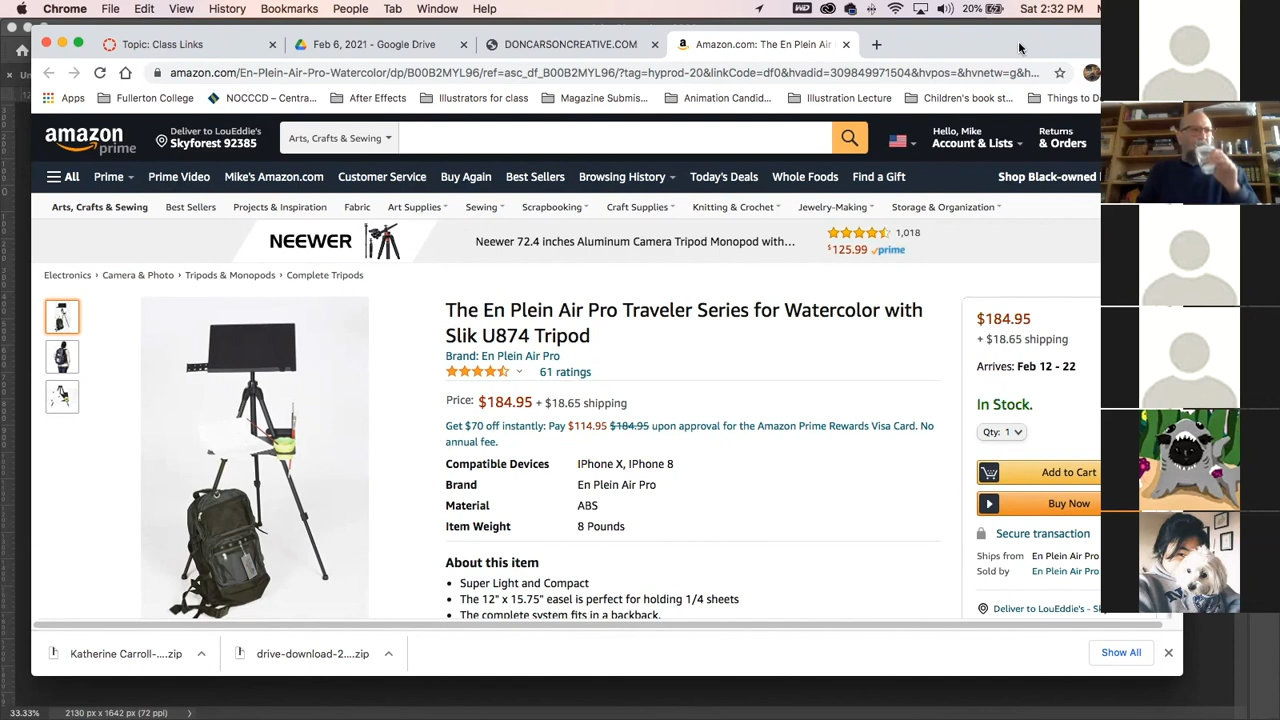 Chrome File Edit View History Bookmarks People Tab Window Help 20% Sat 2:32 PM
Topic: Class Links
Feb 6, 2021 - Google Drive
DONCARSONCREATIVE.COM
Amazon.com: The En Plein Air
amazon.com/En-Plein-Air-Pro-Watercolor/dp/B00B2MYL96/ref=asc_df_B00B2MYL96/?tag=hyprod-20&linkCode=df0&hvadid=309849971504&hvpos=&hvnetw=g&h...
Apps Fullerton College NOCCCD – Centra... After Effects Illustrators for class Magazine Submis... Animation Candid... Illustration Lecture Children's book st... Things to D
amazon prime
Deliver to LouEddie's
Skyforest 92385
Arts, Crafts & Sewing
Hello, Mike
Account & Lists
Returns
& Orders
All Prime Prime Video Mike's Amazon.com Customer Service Buy Again Best Sellers Browsing History Today's Deals Whole Foods Find a Gift Shop Black-owned
Arts, Crafts & Sewing Best Sellers Projects & Inspiration Fabric Art Supplies Sewing Scrapbooking Craft Supplies Knitting & Crochet Jewelry-Making Storage & Organization
NEEWER
Neewer 72.4 inches Aluminum Camera Tripod Monopod with...
1,018
$125.99 prime
Electronics › Camera & Photo › Tripods & Monopods › Complete Tripods
The En Plein Air Pro Traveler Series for Watercolor with
Slik U874 Tripod
Brand: En Plein Air Pro
61 ratings
Price: $184.95 + $18.65 shipping
Get $70 off instantly: Pay $114.95 $184.95 upon approval for the Amazon Prime Rewards Visa Card. No
annual fee.
Compatible Devices IPhone X, IPhone 8
Brand En Plein Air Pro
Material ABS
Item Weight 8 Pounds
About this item
• Super Light and Compact
• The 12" x 15.75" easel is perfect for holding 1/4 sheets
• The complete system fits in a backback.
$184.95
+ $18.65 shipping
Arrives: Feb 12 - 22
In Stock.
Qty: 1
Add to Cart
Buy Now
Secure transaction
Ships from En Plein Air Pro
Sold by En Plein Air Pro
Deliver to LouEddie's - Sk
Katherine Carroll-....zip
drive-download-2....zip
Show All
33.33% 2130 px x 1642 px (72 ppi)